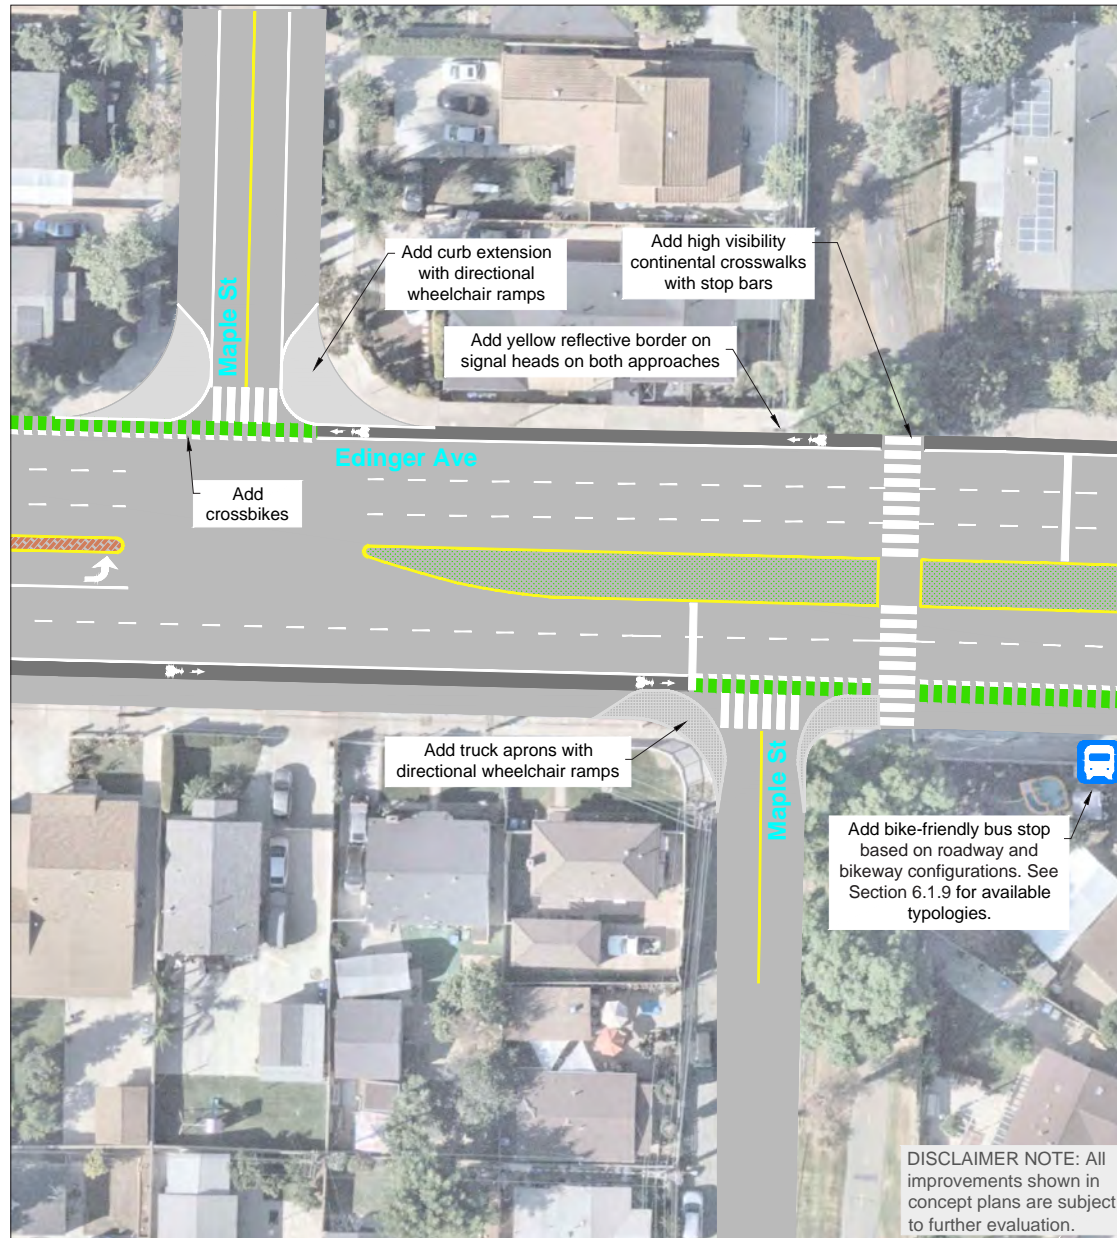 Maple St
Add curb extension
with directional
wheelchair ramps
Add high visibility
continental crosswalks
with stop bars
Add yellow reflective border on
signal heads on both approaches
Edinger Ave
Add
crossbikes
Add truck aprons with
directional wheelchair ramps
Maple St
Add bike-friendly bus stop
based on roadway and
bikeway configurations. See
Section 6.1.9 for available
typologies.
DISCLAIMER NOTE: All
improvements shown in
concept plans are subject
to further evaluation.